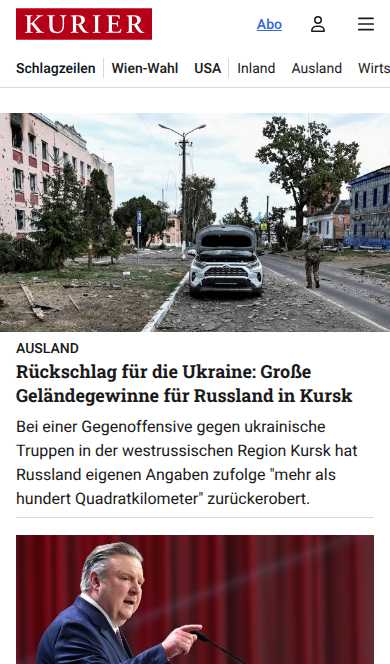 KURIER
Abo
Schlagzeilen Wien-Wahl USA Inland Ausland Wirts
AUSLAND
Rückschlag für die Ukraine: Große
Geländegewinne für Russland in Kursk
Bei einer Gegenoffensive gegen ukrainische
Truppen in der westrussischen Region Kursk hat
Russland eigenen Angaben zufolge "mehr als
hundert Quadratkilometer" zurückerobert.